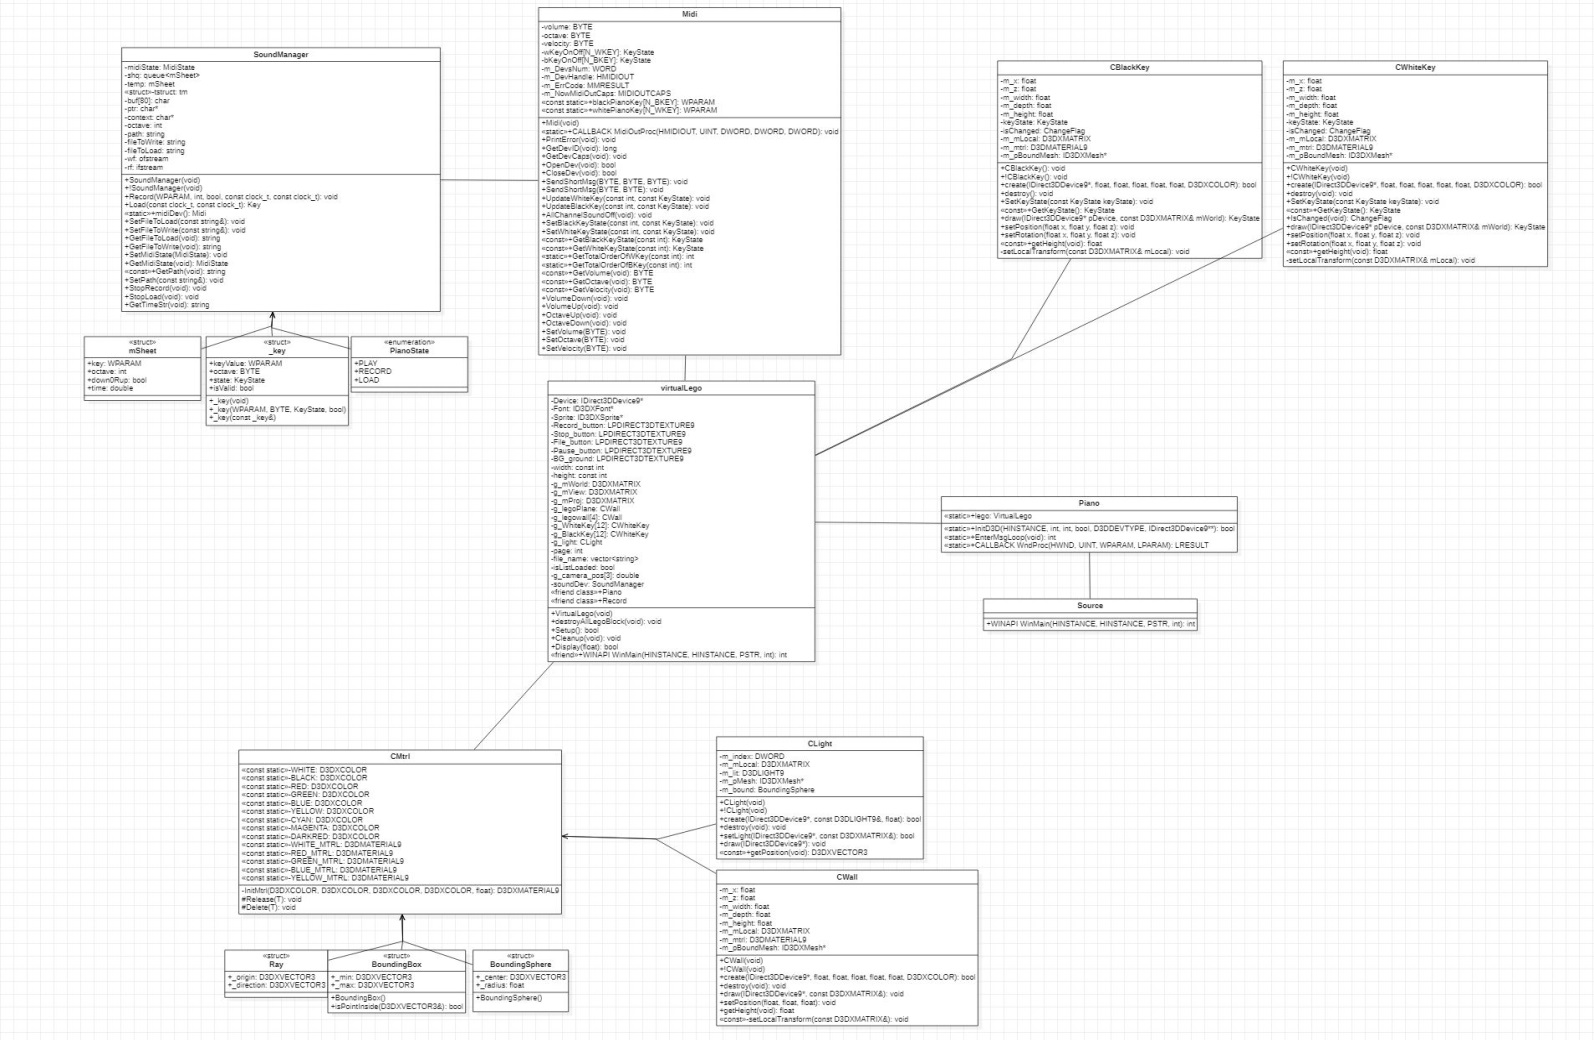 SoundManager
-midiState: MidiState
-shq: queue<mSheet>
-temp: mSheet
«struct»-tstruct: tm
-buf[80]: char
-ptr: char*
-context: char*
-octave: int
-path: string
-fileToWrite: string
-fileToLoad: string
-wf: ofstream
-rf: ifstream
+SoundManager(void)
+!SoundManager(void)
+Record(WPARAM, int, bool, const clock_t, const clock_t): void
+Load(const clock_t, const clock_t): Key
«static»+midiDev(): Midi
+SetFileToLoad(const string&): void
+SetFileToWrite(const string&): void
+GetFileToLoad(void): string
+GetFileToWrite(void): string
+SetMidiState(MidiState): void
+GetMidiState(void): MidiState
«const»+GetPath(void): string
+SetPath(const string&): void
+StopRecord(void): void
+StopLoad(void): void
+GetTimeStr(void): string
«struct»
mSheet
+key: WPARAM
+octave: int
+down0Rup: bool
+time: double
«struct»
_key
+keyValue: WPARAM
+octave: BYTE
+state: KeyState
+isValid: bool
+_key(void)
+_key(WPARAM, BYTE, KeyState, bool)
+_key(const _key&)
«enumeration»
PianoState
+PLAY
+RECORD
+LOAD
Midi
-volume: BYTE
-octave: BYTE
-velocity: BYTE
-wKeyOnOff[N_WKEY]: KeyState
-bKeyOnOff[N_BKEY]: KeyState
-m_DevsNum: WORD
-m_DevHandle: HMIDIOUT
-m_ErrCode: MMRESULT
-m_NowMidiOutCaps: MIDIOUTCAPS
«const static»+blackPianoKey[N_BKEY]: WPARAM
«const static»+whitePianoKey[N_WKEY]: WPARAM
+Midi(void)
«static»+CALLBACK MidiOutProc(HMIDIOUT, UINT, DWORD, DWORD, DWORD): void
+PrintError(void): void
+GetDevID(void): long
+GetDevCaps(void): void
+OpenDev(void): bool
+CloseDev(void): bool
+SendShortMsg(BYTE, BYTE, BYTE): void
+SendShortMsg(BYTE, BYTE): void
+UpdateWhiteKey(const int, const KeyState): void
+UpdateBlackKey(const int, const KeyState): void
+AllChannelSoundOff(void): void
+SetBlackKeyState(const int, const KeyState): void
+SetWhiteKeyState(const int, const KeyState): void
«const»+GetBlackKeyState(const int): KeyState
«const»+GetWhiteKeyState(const int): KeyState
«static»+GetTotalOrderOfWKey(const int): int
«static»+GetTotalOrderOfBKey(const int): int
«const»+GetVolume(void): BYTE
«const»+GetOctave(void): BYTE
«const»+GetVelocity(void): BYTE
+VolumeDown(void): void
+VolumeUp(void): void
+OctaveUp(void): void
+OctaveDown(void): void
+SetVolume(BYTE): void
+SetOctave(BYTE): void
+SetVelocity(BYTE): void
CBlackKey
-m_x: float
-m_z: float
-m_width: float
-m_depth: float
-m_height: float
-keyState: KeyState
-isChanged: ChangeFlag
-m_mLocal: D3DXMATRIX
-m_mtrl: D3DMATERIAL9
-m_pBoundMesh: ID3DXMesh*
+CBlackKey(): void
+!CBlackKey(): void
+create(IDirect3DDevice9*, float, float, float, float, float, D3DXCOLOR): bool
+destroy(): void
+SetKeyState(const KeyState keyState): void
«const»+GetKeyState(): KeyState
+draw(IDirect3DDevice9* pDevice, const D3DXMATRIX& mWorld): KeyState
+setPosition(float x, float y, float z): void
+setRotation(float x, float y, float z): void
«const»+getHeight(void): float
-setLocalTransform(const D3DXMATRIX& mLocal): void
CWhiteKey
-m_x: float
-m_z: float
-m_width: float
-m_depth: float
-m_height: float
-keyState: KeyState
-isChanged: ChangeFlag
-m_mLocal: D3DXMATRIX
-m_mtrl: D3DMATERIAL9
-m_pBoundMesh: ID3DXMesh*
+CWhiteKey(void): void
+!CWhiteKey(void): void
+create(IDirect3DDevice9*, float, float, float, float, float, D3DXCOLOR): bool
+destroy(void): void
+SetKeyState(const KeyState keyState): void
«const»+GetKeyState(): KeyState
+isChanged(void): ChangeFlag
+draw(IDirect3DDevice9* pDevice, const D3DXMATRIX& mWorld): KeyState
+setPosition(float x, float y, float z): void
+setRotation(float x, float y, float z): void
«const»+getHeight(void): float
-setLocalTransform(const D3DXMATRIX& mLocal): void
virtualLego
-Device: IDirect3DDevice9*
-Font: ID3DXFont*
-Sprite: ID3DXSprite*
-Record_button: LPDIRECT3DTEXTURE9
-Stop_button: LPDIRECT3DTEXTURE9
-File_button: LPDIRECT3DTEXTURE9
-Pause_button: LPDIRECT3DTEXTURE9
-BG_ground: LPDIRECT3DTEXTURE9
-width: const int
-height: const int
-g_mWorld: D3DXMATRIX
-g_mView: D3DXMATRIX
-g_mProj: D3DXMATRIX
-g_legoPlane: CWall
-g_legowall[4]: CWall
-g_WhiteKey[12]: CWhiteKey
-g_BlackKey[12]: CWhiteKey
-g_light: CLight
-page: int
-file_name: vector<string>
-isListLoaded: bool
-g_camera_pos[3]: double
-soundDev: SoundManager
«friend class»+Piano
«friend class»+Record
+VirtualLego(void)
+destroyAllLegoBlock(void): void
+Setup(): bool
+Cleanup(void): void
+Display(float): bool
«friend»+WINAPI WinMain(HINSTANCE, HINSTANCE, PSTR, int): int
Piano
«static»+lego: VirtualLego
«static»+InitD3D(HINSTANCE, int, int, bool, D3DDEVTYPE, IDirect3DDevice9**): bool
«static»+EnterMsgLoop(void): int
«static»+CALLBACK WndProc(HWND, UINT, WPARAM, LPARAM): LRESULT
Source
+WINAPI WinMain(HINSTANCE, HINSTANCE, PSTR, int): int
CMtrl
«const static»-WHITE: D3DXCOLOR
«const static»-BLACK: D3DXCOLOR
«const static»-RED: D3DXCOLOR
«const static»-GREEN: D3DXCOLOR
«const static»-BLUE: D3DXCOLOR
«const static»-YELLOW: D3DXCOLOR
«const static»-CYAN: D3DXCOLOR
«const static»-MAGENTA: D3DXCOLOR
«const static»-DARKRED: D3DXCOLOR
«const static»-WHITE_MTRL: D3DMATERIAL9
«const static»-RED_MTRL: D3DMATERIAL9
«const static»-GREEN_MTRL: D3DMATERIAL9
«const static»-BLUE_MTRL: D3DMATERIAL9
«const static»-YELLOW_MTRL: D3DMATERIAL9
-InitMtrl(D3DXCOLOR, D3DXCOLOR, D3DXCOLOR, D3DXCOLOR, float): D3DXMATERIAL9
#Release(T): void
#Delete(T): void
«struct»
Ray
+_origin: D3DXVECTOR3
+_direction: D3DXVECTOR3
«struct»
BoundingBox
+_min: D3DXVECTOR3
+_max: D3DXVECTOR3
+BoundingBox()
+isPointInside(D3DXVECTOR3&): bool
«struct»
BoundingSphere
+_center: D3DXVECTOR3
+_radius: float
+BoundingSphere()
CLight
-m_index: DWORD
-m_mLocal: D3DXMATRIX
-m_lit: D3DLIGHT9
-m_pMesh: ID3DXMesh*
-m_bound: BoundingSphere
+CLight(void)
+!CLight(void)
+create(IDirect3DDevice9*, const D3DLIGHT9&, float): bool
+destroy(void): void
+setLight(IDirect3DDevice9*, const D3DXMATRIX&): bool
+draw(IDirect3DDevice9*): void
«const»+getPosition(void): D3DXVECTOR3
CWall
-m_x: float
-m_z: float
-m_width: float
-m_depth: float
-m_height: float
-m_mLocal: D3DXMATRIX
-m_mtrl: D3DMATERIAL9
-m_pBoundMesh: ID3DXMesh*
+CWall(void)
+!CWall(void)
+create(IDirect3DDevice9*, float, float, float, float, float, D3DXCOLOR): bool
+destroy(void): void
+draw(IDirect3DDevice9*, const D3DXMATRIX&): void
+setPosition(float, float, float): void
+getHeight(void): float
«const»-setLocalTransform(const D3DXMATRIX&): void